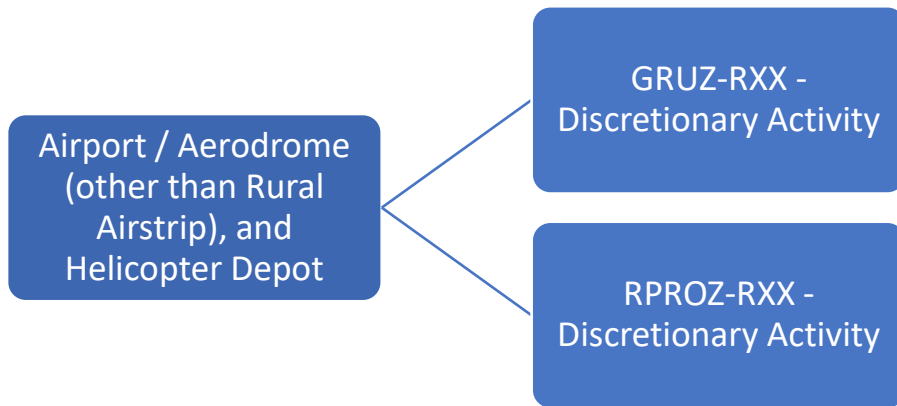 Airport / Aerodrome
(other than Rural
Airstrip), and
Helicopter Depot
GRUZ-RXX -
Discretionary Activity
RPROZ-RXX -
Discretionary Activity